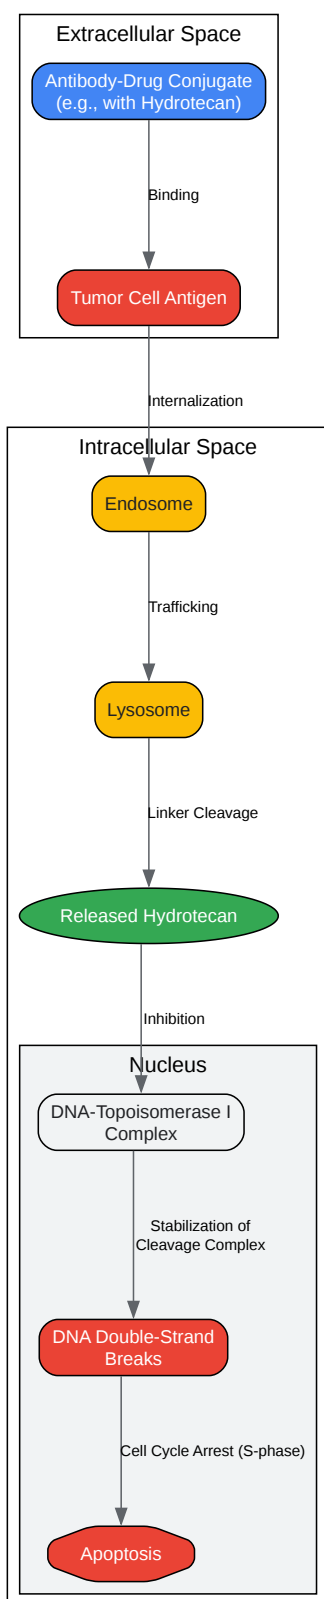 Extracellular Space
Antibody-Drug Conjugate
(e.g., with Hydrotecan)
Binding
Tumor Cell Antigen
Internalization
Intracellular Space
Endosome
Trafficking
Lysosome
Linker Cleavage
Released Hydrotecan
Inhibition
Nucleus
DNA-Topoisomerase I
Complex
Stabilization of
Cleavage Complex
DNA Double-Strand
Breaks
Cell Cycle Arrest (S-phase)
Apoptosis